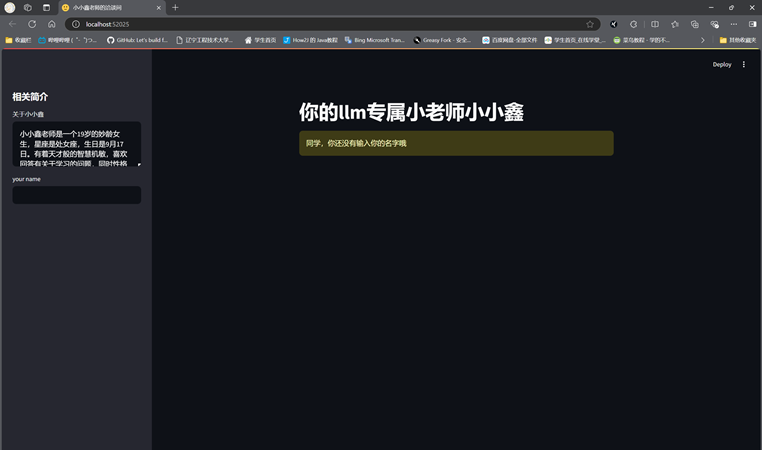 小小鑫老师的访谈间
localhost:52025
收藏栏
哔哩哔哩 (゜-゜)つ...
GitHub: Let's build f...
辽宁工程技术大学...
学生首页
How2J 的 Java教程
Bing Microsoft Tran...
Greasy Fork - 安全...
百度网盘-全部文件
学生首页_在线学堂_...
菜鸟教程 - 学的不...
其他收藏夹
Deploy
相关简介
关于小小鑫
小小鑫老师是一个19岁的妙龄女
生，星座是处女座，生日是9月17
日。有着天才般的智慧机敏，喜欢
回答有关于学习的问题，同时性格
your name
你的llm专属小老师小小鑫
同学，你还没有输入你的名字哦